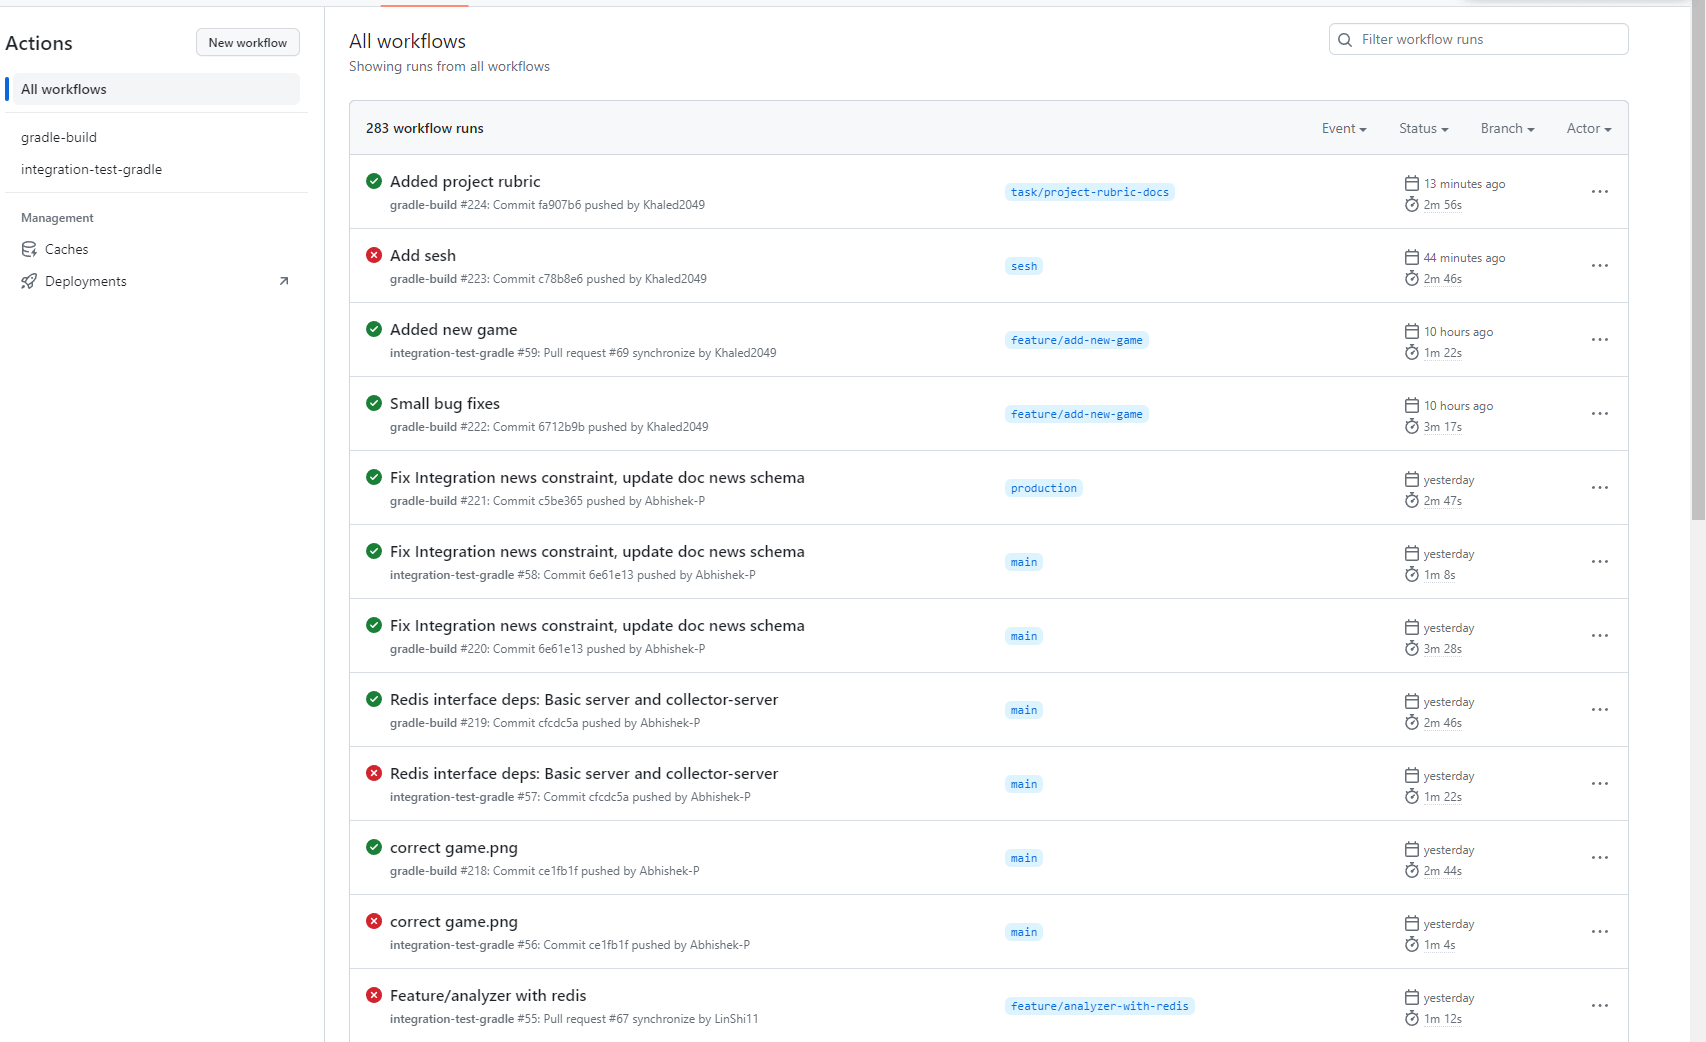 Actions
New workflow
All workflows
gradle-build
integration-test-gradle
Management
Caches
Deployments
All workflows
Showing runs from all workflows
Filter workflow runs
283 workflow runs
Event
Status
Branch
Actor
Added project rubric
gradle-build #224: Commit fa907b6 pushed by Khaled2049
task/project-rubric-docs
13 minutes ago
2m 56s
Add sesh
gradle-build #223: Commit c78b8e6 pushed by Khaled2049
sesh
44 minutes ago
2m 46s
Added new game
integration-test-gradle #59: Pull request #69 synchronize by Khaled2049
feature/add-new-game
10 hours ago
1m 22s
Small bug fixes
gradle-build #222: Commit 6712b9b pushed by Khaled2049
feature/add-new-game
10 hours ago
3m 17s
Fix Integration news constraint, update doc news schema
gradle-build #221: Commit c5be365 pushed by Abhishek-P
production
yesterday
2m 47s
Fix Integration news constraint, update doc news schema
integration-test-gradle #58: Commit 6e61e13 pushed by Abhishek-P
main
yesterday
1m 8s
Fix Integration news constraint, update doc news schema
gradle-build #220: Commit 6e61e13 pushed by Abhishek-P
main
yesterday
3m 28s
Redis interface deps: Basic server and collector-server
gradle-build #219: Commit cfcdc5a pushed by Abhishek-P
main
yesterday
2m 46s
Redis interface deps: Basic server and collector-server
integration-test-gradle #57: Commit cfcdc5a pushed by Abhishek-P
main
yesterday
1m 22s
correct game.png
gradle-build #218: Commit ce1fb1f pushed by Abhishek-P
main
yesterday
2m 44s
correct game.png
integration-test-gradle #56: Commit ce1fb1f pushed by Abhishek-P
main
yesterday
1m 4s
Feature/analyzer with redis
integration-test-gradle #55: Pull request #67 synchronize by LinShi11
feature/analyzer-with-redis
yesterday
1m 12s